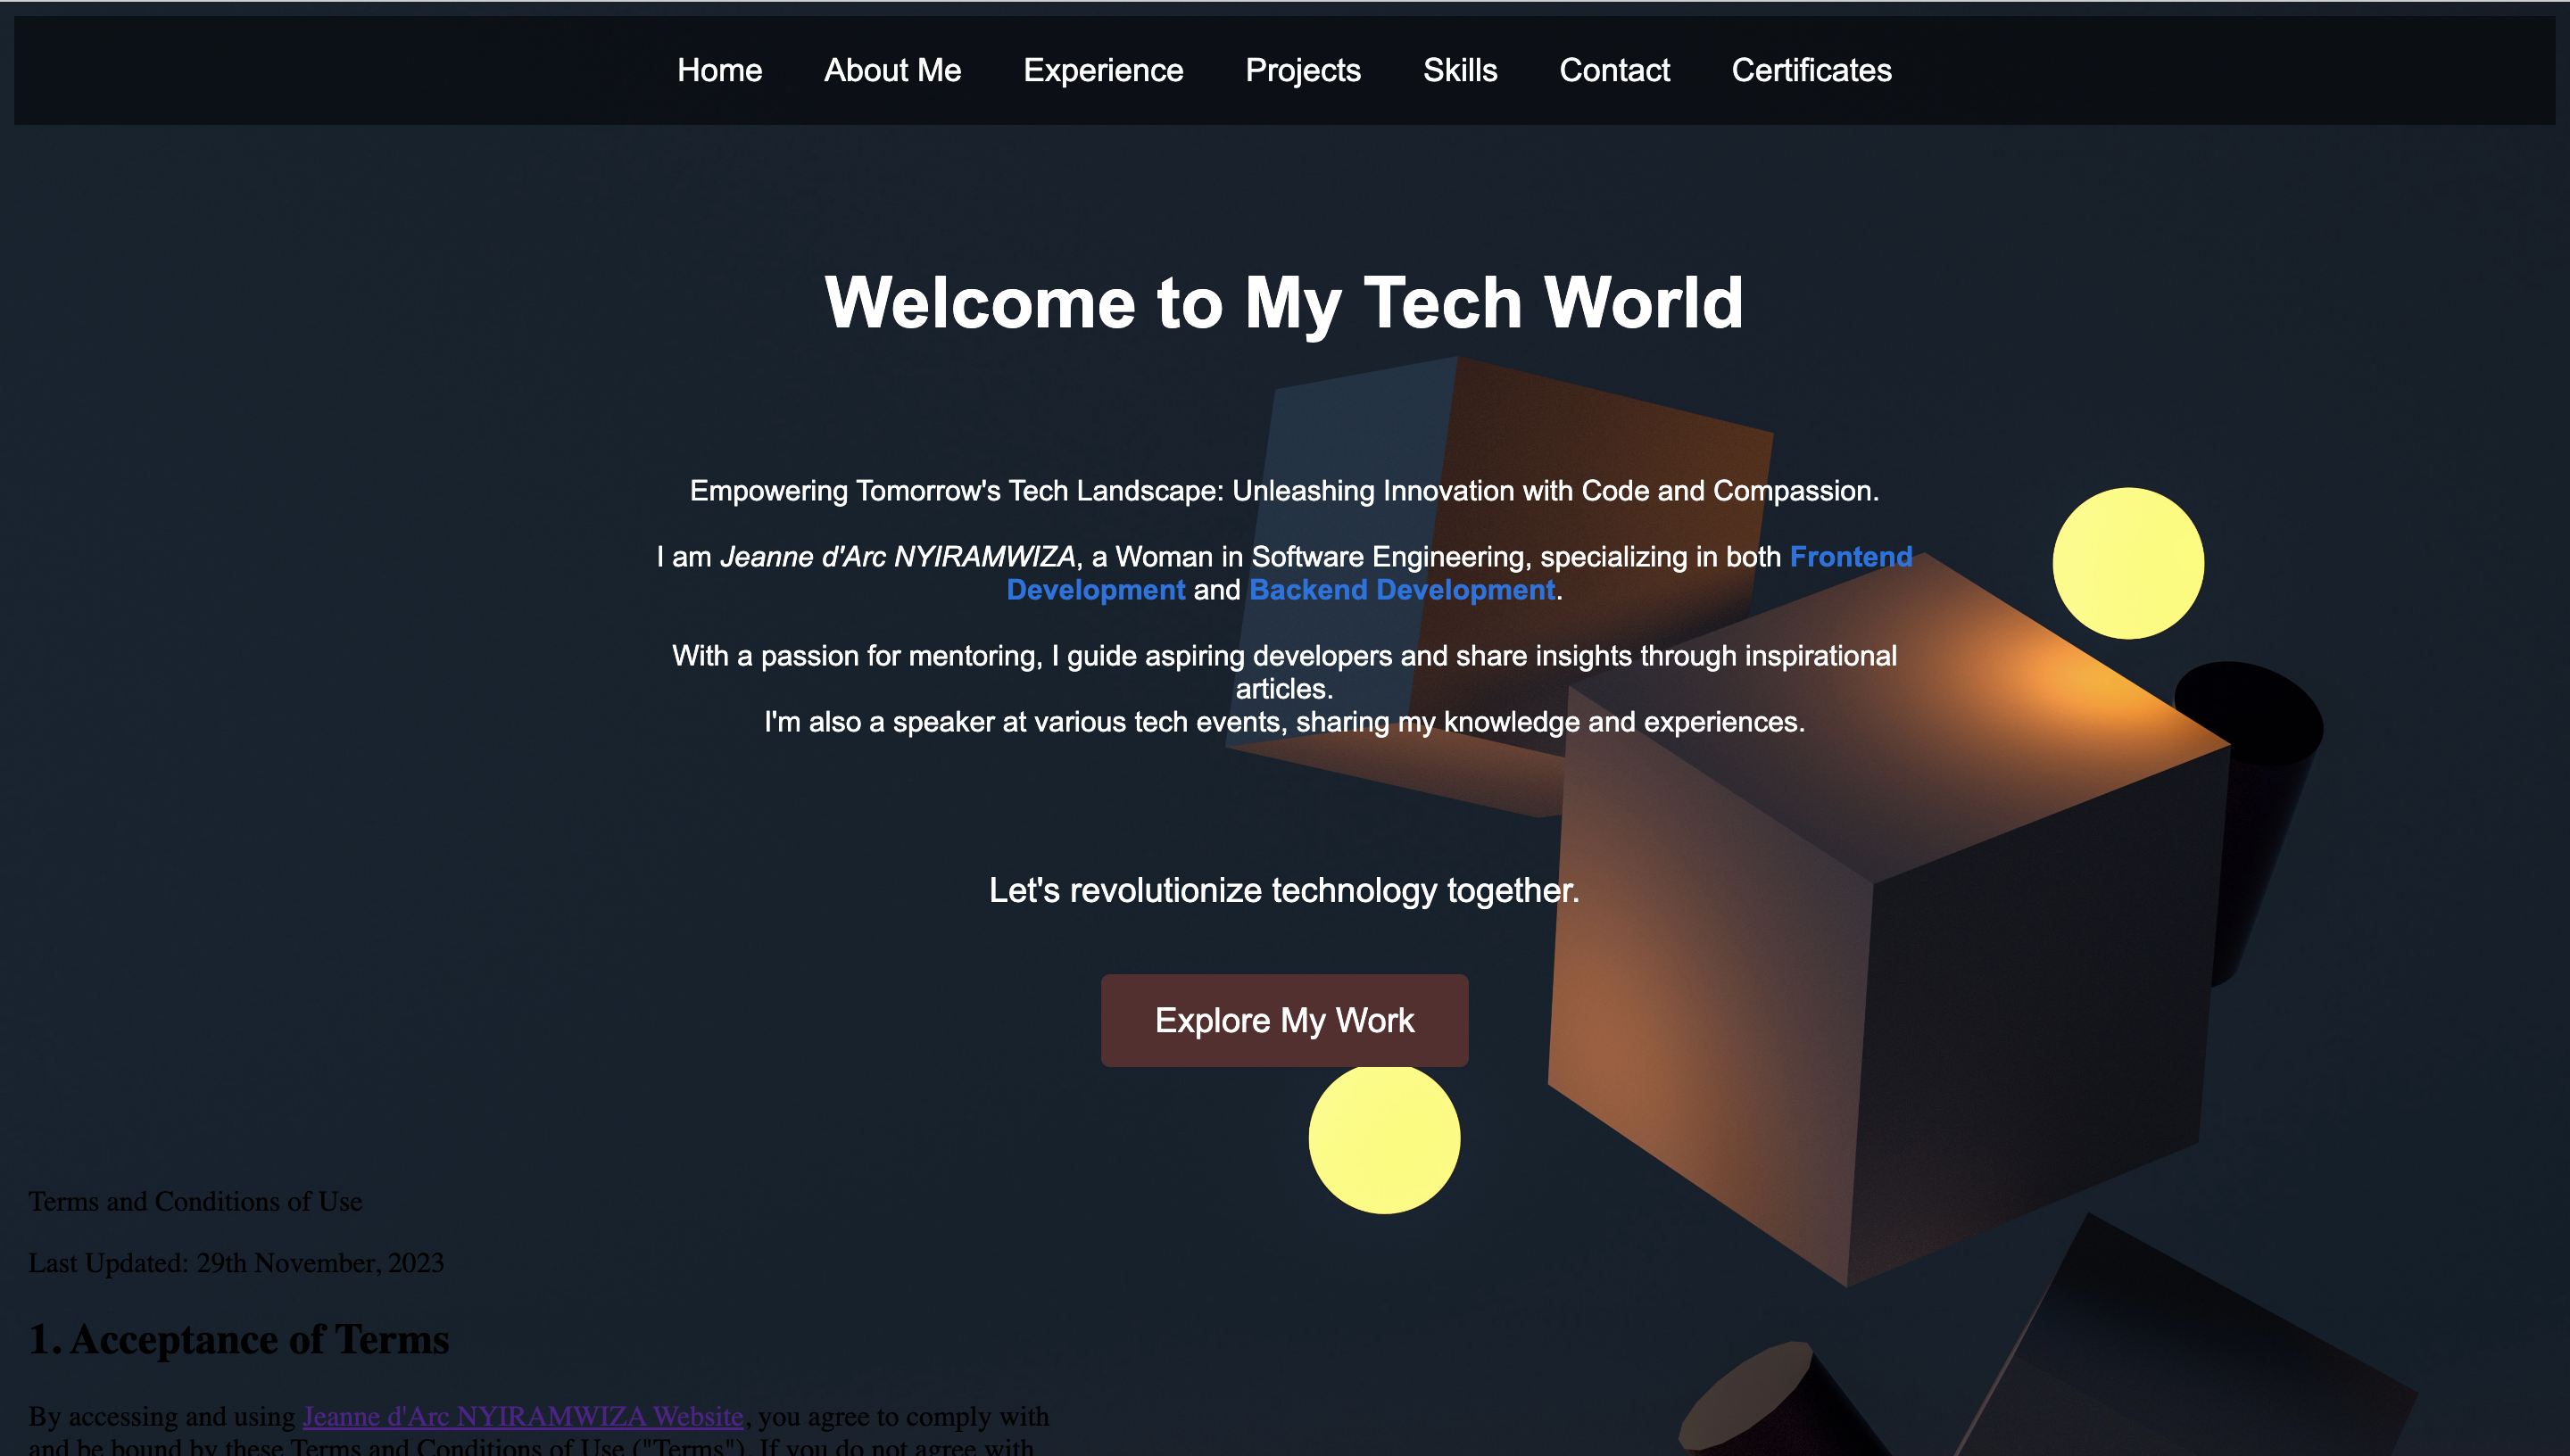 Home About Me Experience Projects Skills Contact Certificates
Welcome to My Tech World
Empowering Tomorrow's Tech Landscape: Unleashing Innovation with Code and Compassion.
I am Jeanne d'Arc NYIRAMWIZA, a Woman in Software Engineering, specializing in both Frontend
Development and Backend Development.
With a passion for mentoring, I guide aspiring developers and share insights through inspirational
articles.
I'm also a speaker at various tech events, sharing my knowledge and experiences.
Let's revolutionize technology together.
Explore My Work
Terms and Conditions of Use
Last Updated: 29th November, 2023
1. Acceptance of Terms
By accessing and using Jeanne d'Arc NYIRAMWIZA Website, you agree to comply with
and be bound by these Terms and Conditions of Use ("Terms"). If you do not agree with